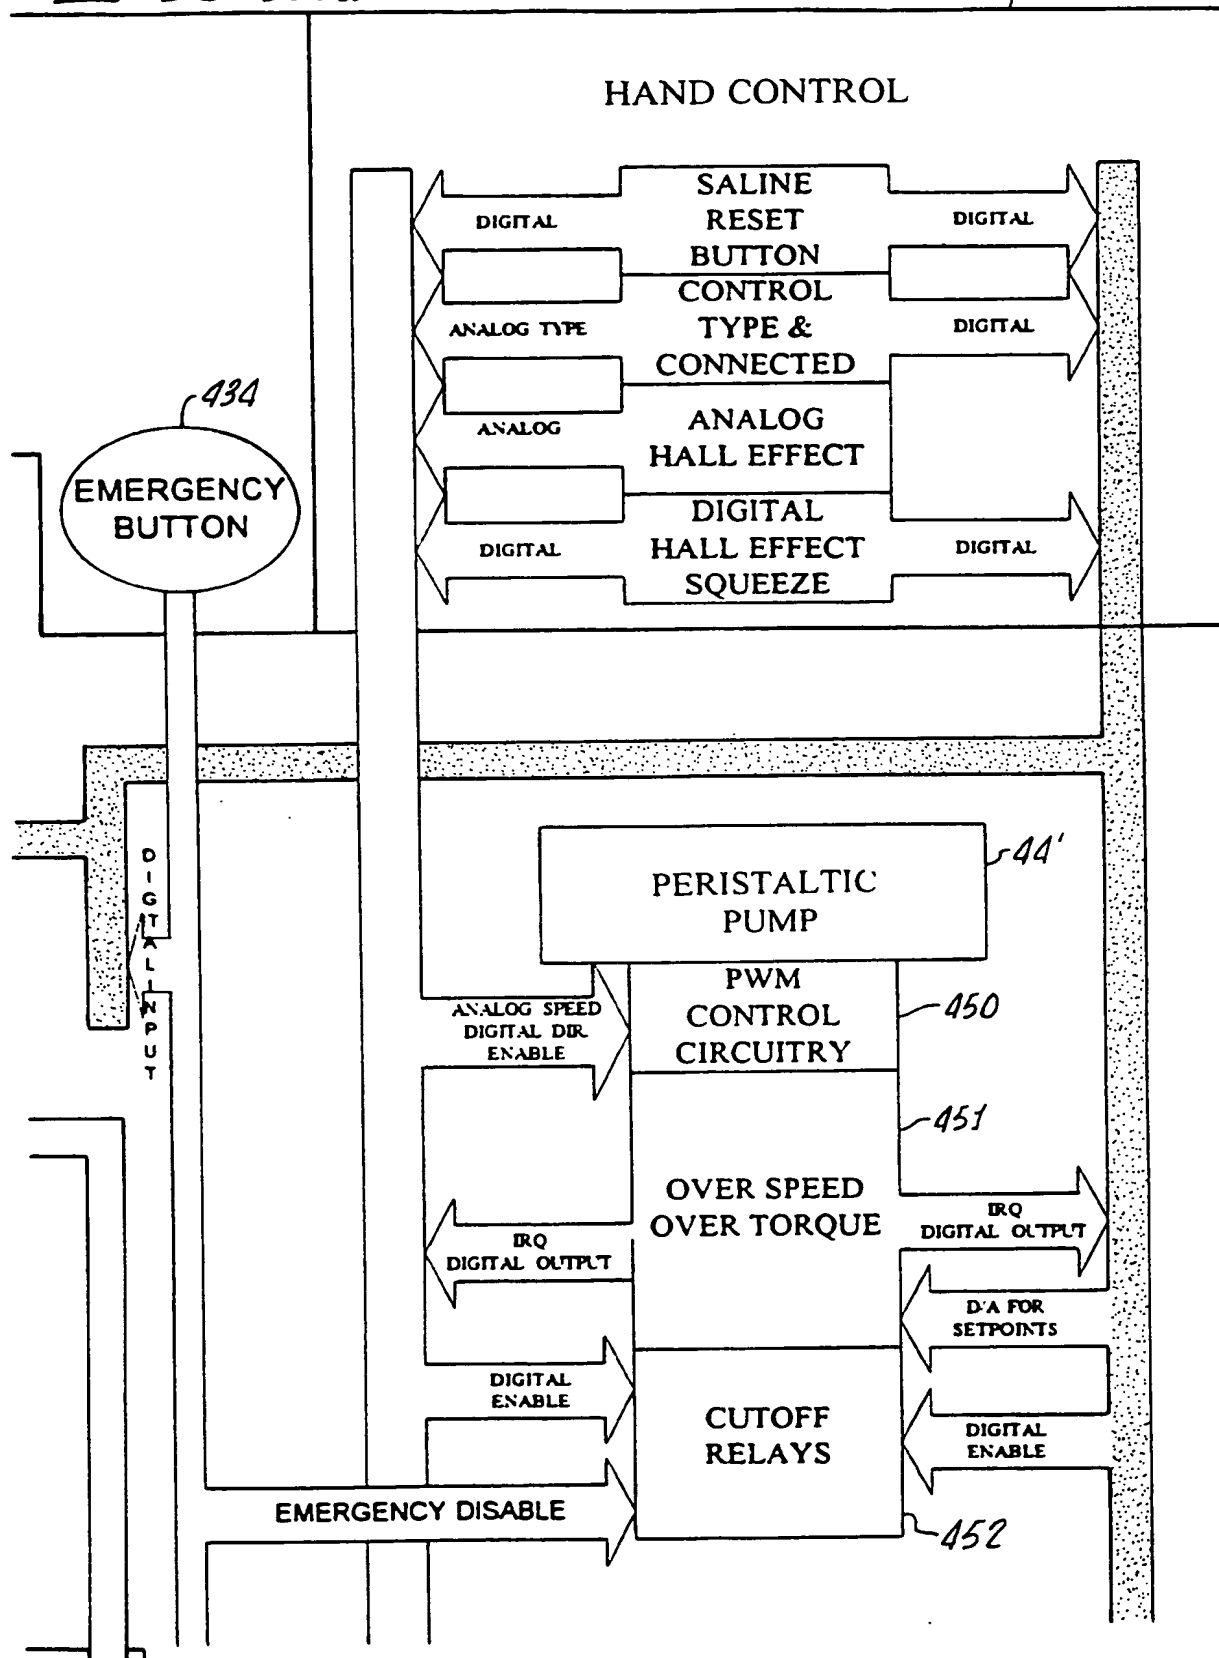 HAND CONTROL
SALINE
RESET
BUTTON
DIGITAL
DIGITAL
CONTROL
TYPE &
CONNECTED
ANALOG TYPE
DIGITAL
434
ANALOG
HALL EFFECT
ANALOG
EMERGENCY
BUTTON
DIGITAL
HALL EFFECT
SQUEEZE
DIGITAL
DIGITAL
44'
PERISTALTIC
PUMP
DIGTAL INPUT
PWM
CONTROL
CIRCUITRY
450
ANALOG SPEED
DIGITAL DIR.
ENABLE
451
OVER SPEED
OVER TORQUE
IRQ
DIGITAL OUTPUT
IRQ
DIGITAL OUTPUT
D/A FOR
SETPOINTS
DIGITAL
ENABLE
CUTOFF
RELAYS
DIGITAL
ENABLE
EMERGENCY DISABLE
452